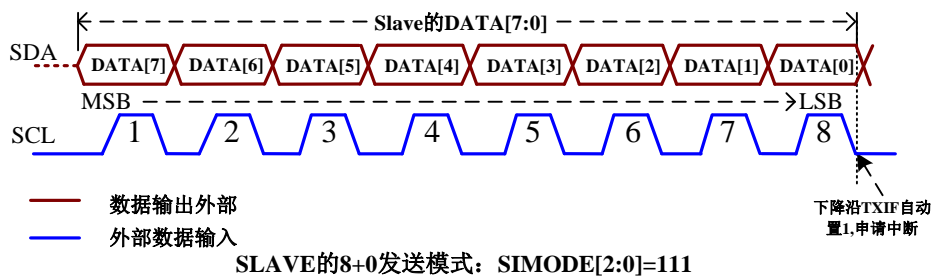 Slave的DATA[7:0]
SDA
DATA[7] DATA[6] DATA[5] DATA[4] DATA[3] DATA[2] DATA[1] DATA[0]
MSB LSB
SCL
1 2 3 4 5 6 7 8
数据输出外部
外部数据输入
下降沿TXIF自动
置1,申请中断
SLAVE的8+0发送模式：SIMODE[2:0]=111